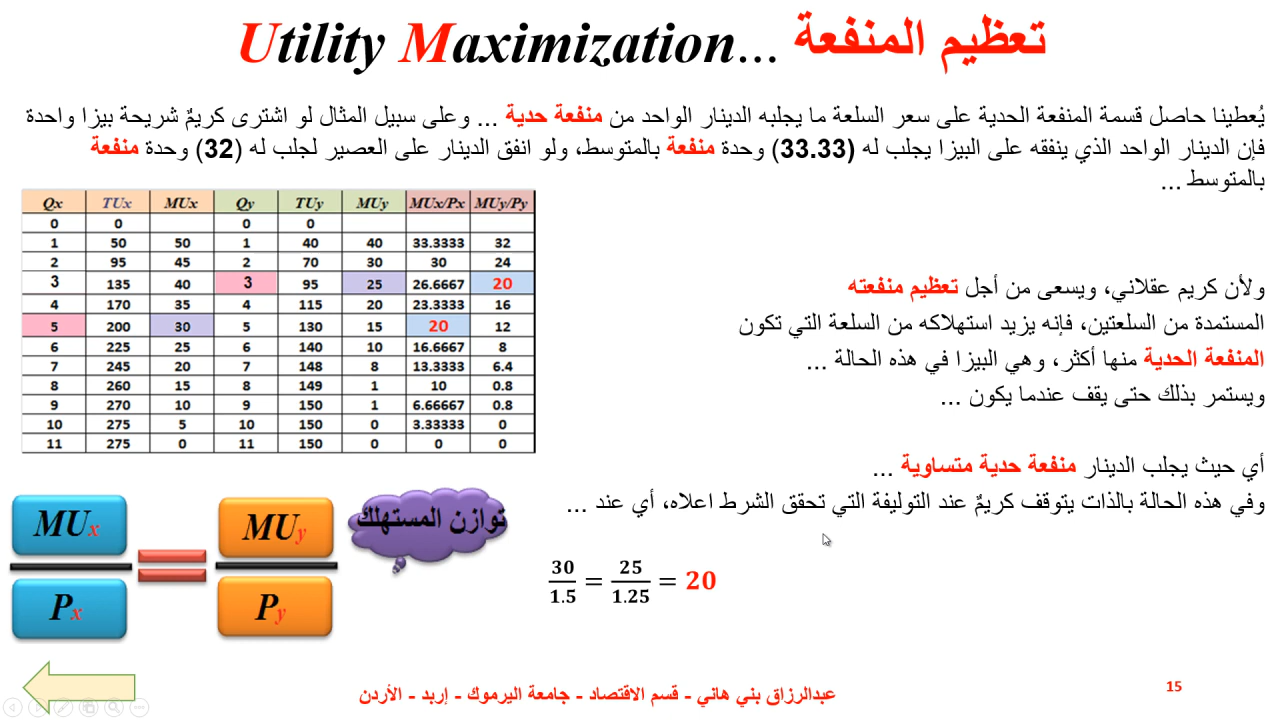 Utility Maximization... تعظيم المنفعة
يُعطينا حاصل قسمة المنفعة الحدية على سعر السلعة ما يجلبه الدينار الواحد من منفعة حدية ... وعلى سبيل المثال لو اشترى كريمٌ شريحة بيزا واحدة
فإن الدينار الواحد الذي ينفقه على البيزا يجلب له (33.33) وحدة منفعة بالمتوسط، ولو انفق الدينار على العصير لجلب له (32) وحدة منفعة
بالمتوسط ...
Qx TUx MUx Qy TUy MUy MUx/Px MUy/Py
0 0 0 0
1 50 50 1 40 40 33.3333 32
2 95 45 2 70 30 30 24
3 135 40 3 95 25 26.6667 20
4 170 35 4 115 20 23.3333 16
5 200 30 5 130 15 20 12
6 225 25 6 140 10 16.6667 8
7 245 20 7 148 8 13.3333 6.4
8 260 15 8 149 1 10 0.8
9 270 10 9 150 1 6.66667 0.8
10 275 5 10 150 0 3.33333 0
11 275 0 11 150 0 0 0
ولأن كريم عقلاني، ويسعى من أجل تعظيم منفعته
المستمدة من السلعتين، فإنه يزيد استهلاكه من السلعة التي تكون
المنفعة الحدية منها أكثر، وهي البيزا في هذه الحالة ...
ويستمر بذلك حتى يقف عندما يكون ...
أي حيث يجلب الدينار منفعة حدية متساوية ...
وفي هذه الحالة بالذات يتوقف كريمٌ عند التوليفة التي تحقق الشرط اعلاه، أي عند ...
MUx / Px = MUy / Py
توازن المستهلك
30/1.5 = 25/1.25 = 20
عبدالرزاق بني هاني - قسم الاقتصاد - جامعة اليرموك - إربد - الأردن
15